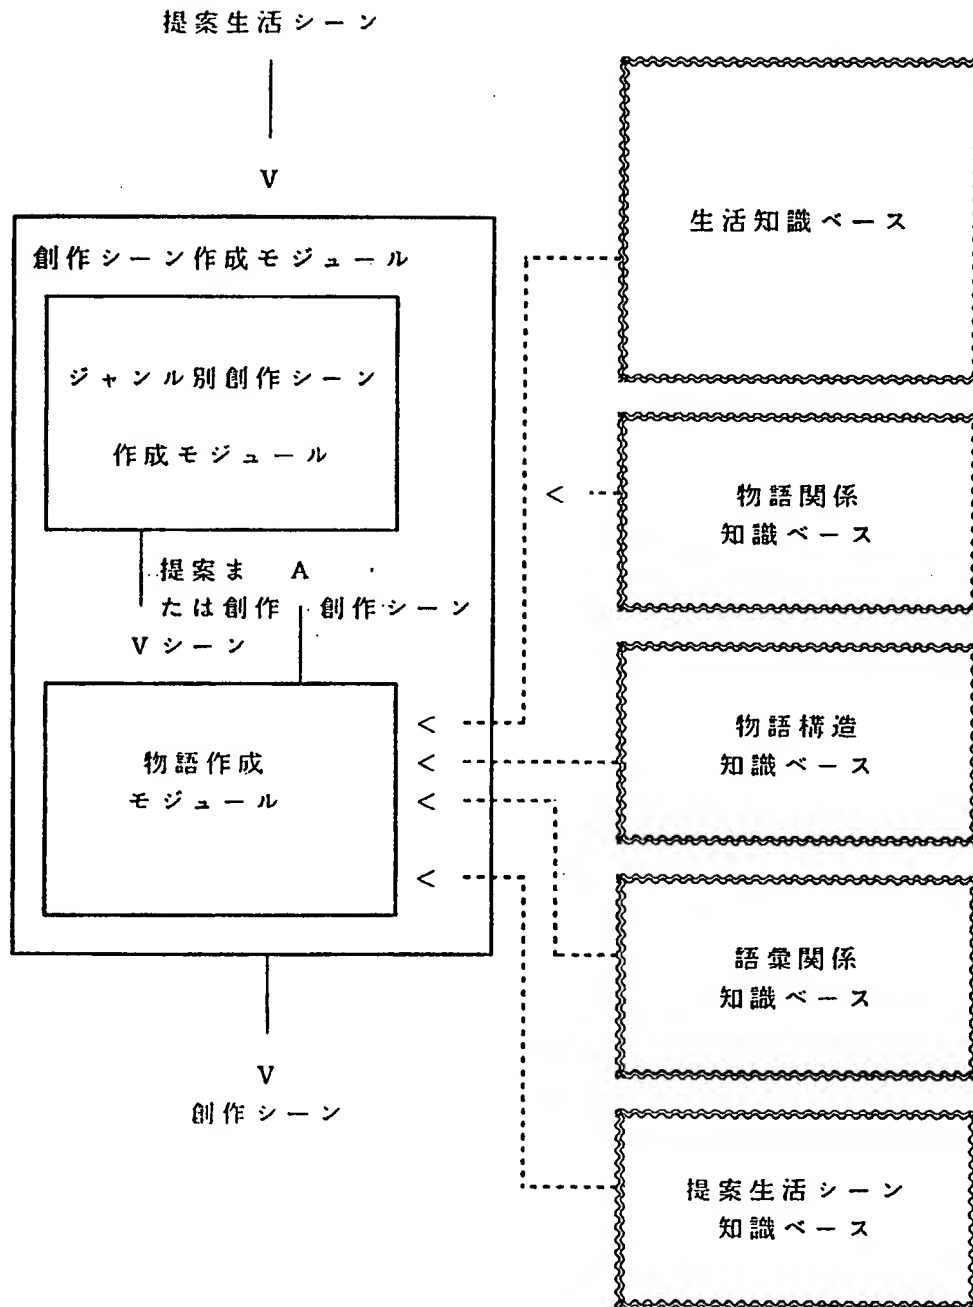 提案生活シーン
V
創作シーン作成モジュール
ジャンル別創作シーン
作成モジュール
提案ま
たは創作
Vシーン
A
創作シーン
物語作成
モジュール
<
<
<
<
V
創作シーン
生活知識ベース
<
物語関係
知識ベース
物語構造
知識ベース
語彙関係
知識ベース
提案生活シーン
知識ベース